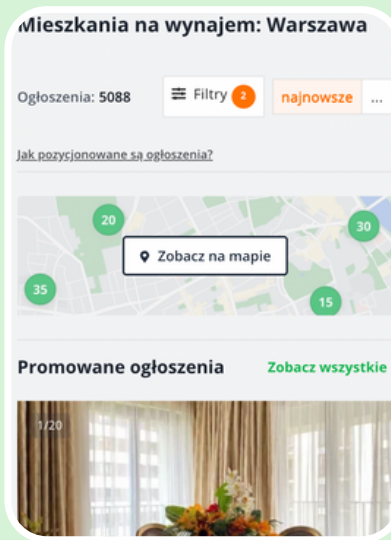 Mieszkania na wynajem: Warszawa
Ogłoszenia: 5088
Filtry 2
najnowsze ...
Jak pozycjonowane są ogłoszenia?
20
30
Zobacz na mapie
35
15
Promowane ogłoszenia Zobacz wszystkie
1/20